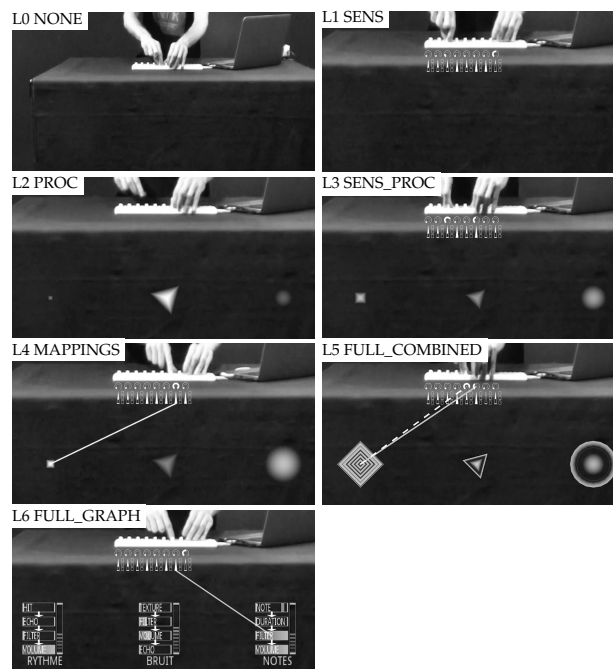 L0 NONE
L1 SENS
L2 PROC
L3 SENS_PROC
L4 MAPPINGS
L5 FULL_COMBINED
L6 FULL_GRAPH
HIT
ECHO
FILTER
VOLUME
RYTHME
TEXTURE
FILTER
VOLUME
ECHO
BRUIT
NOTE
DURATION
FILTER
VOLUME
NOTES